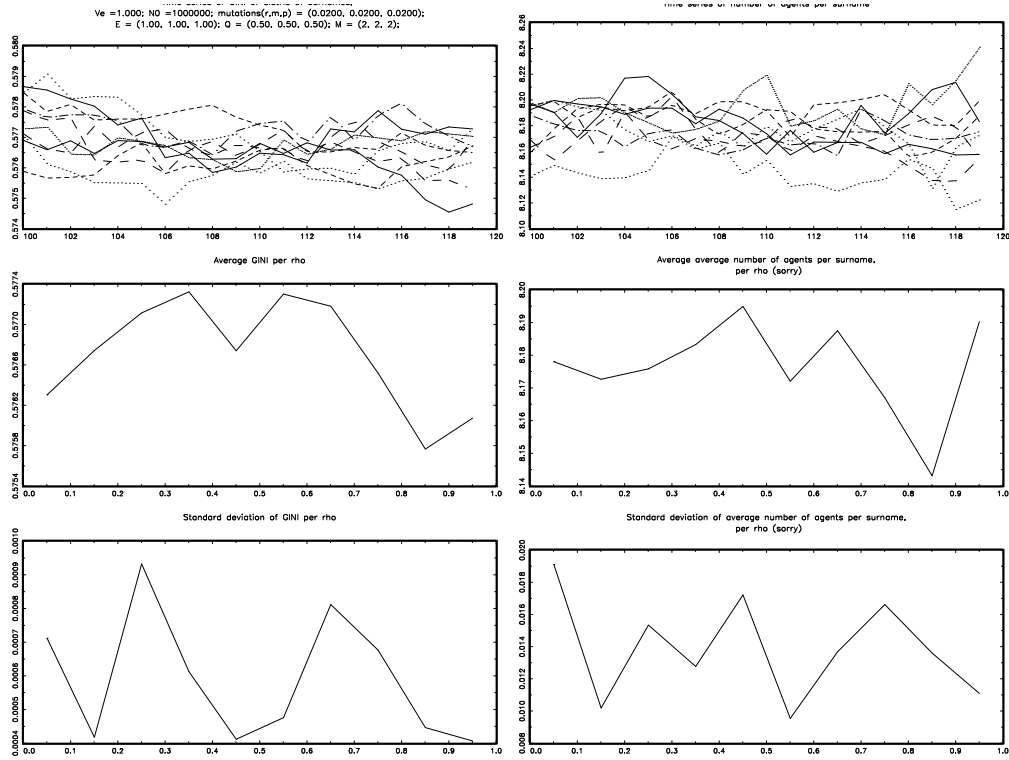 Time series of number of agents per surname
Ve =1.000; N0 =1000000; mutations(r,m,p) = (0.0200, 0.0200, 0.0200);
E = (1.00, 1.00, 1.00); Q = (0.50, 0.50, 0.50); M = (2, 2, 2);
0.580
0.579
0.578
0.577
0.576
0.575
0.574
100 102 104 106 108 110 112 114 116 118 120
8.26
8.24
8.22
8.20
8.18
8.16
8.14
8.12
8.10
100 102 104 106 108 110 112 114 116 118 120
Average GINI per rho
0.5774
0.5770
0.5766
0.5762
0.5758
0.5754
0.0 0.1 0.2 0.3 0.4 0.5 0.6 0.7 0.8 0.9 1.0
Average average number of agents per surname,
per rho (sorry)
8.20
8.19
8.18
8.17
8.16
8.15
8.14
0.0 0.1 0.2 0.3 0.4 0.5 0.6 0.7 0.8 0.9 1.0
Standard deviation of GINI per rho
0.0010
0.0009
0.0008
0.0007
0.0006
0.0005
0.0004
0.0 0.1 0.2 0.3 0.4 0.5 0.6 0.7 0.8 0.9 1.0
Standard deviation of average number of agents per surname,
per rho (sorry)
0.020
0.018
0.016
0.014
0.012
0.010
0.008
0.0 0.1 0.2 0.3 0.4 0.5 0.6 0.7 0.8 0.9 1.0